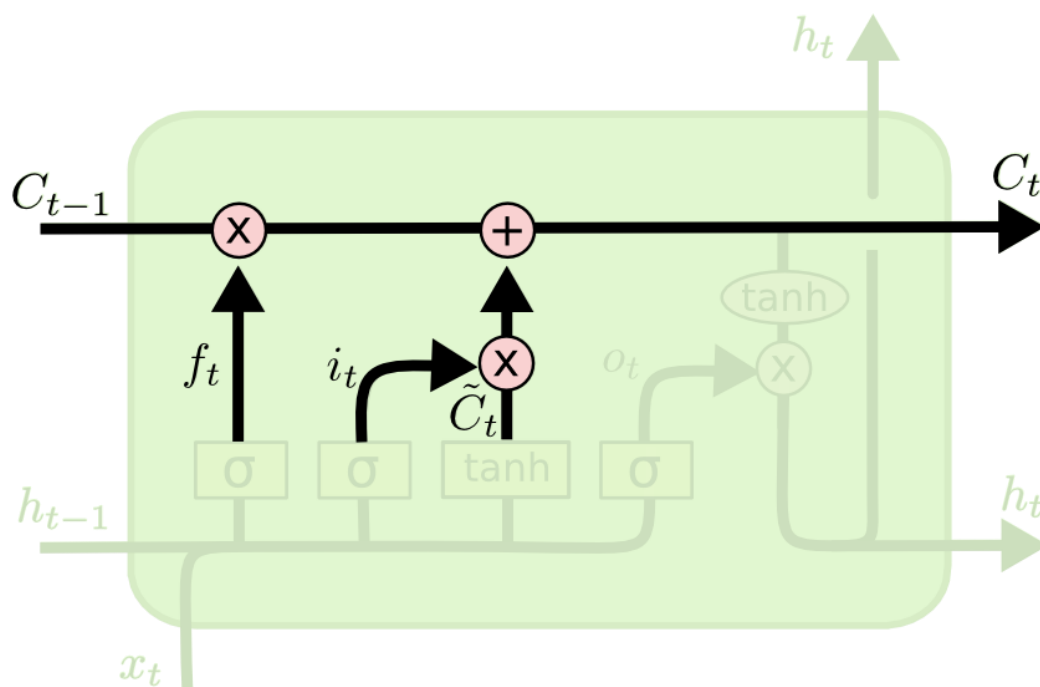 h_t
C_{t-1}
C_t
x
+
tanh
f_t
i_t
x
o_t
x
C̃_t
σ
σ
tanh
σ
h_{t-1}
h_t
x_t